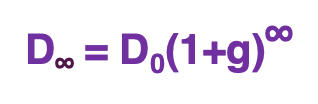 D∞ = D₀(1+g)^∞